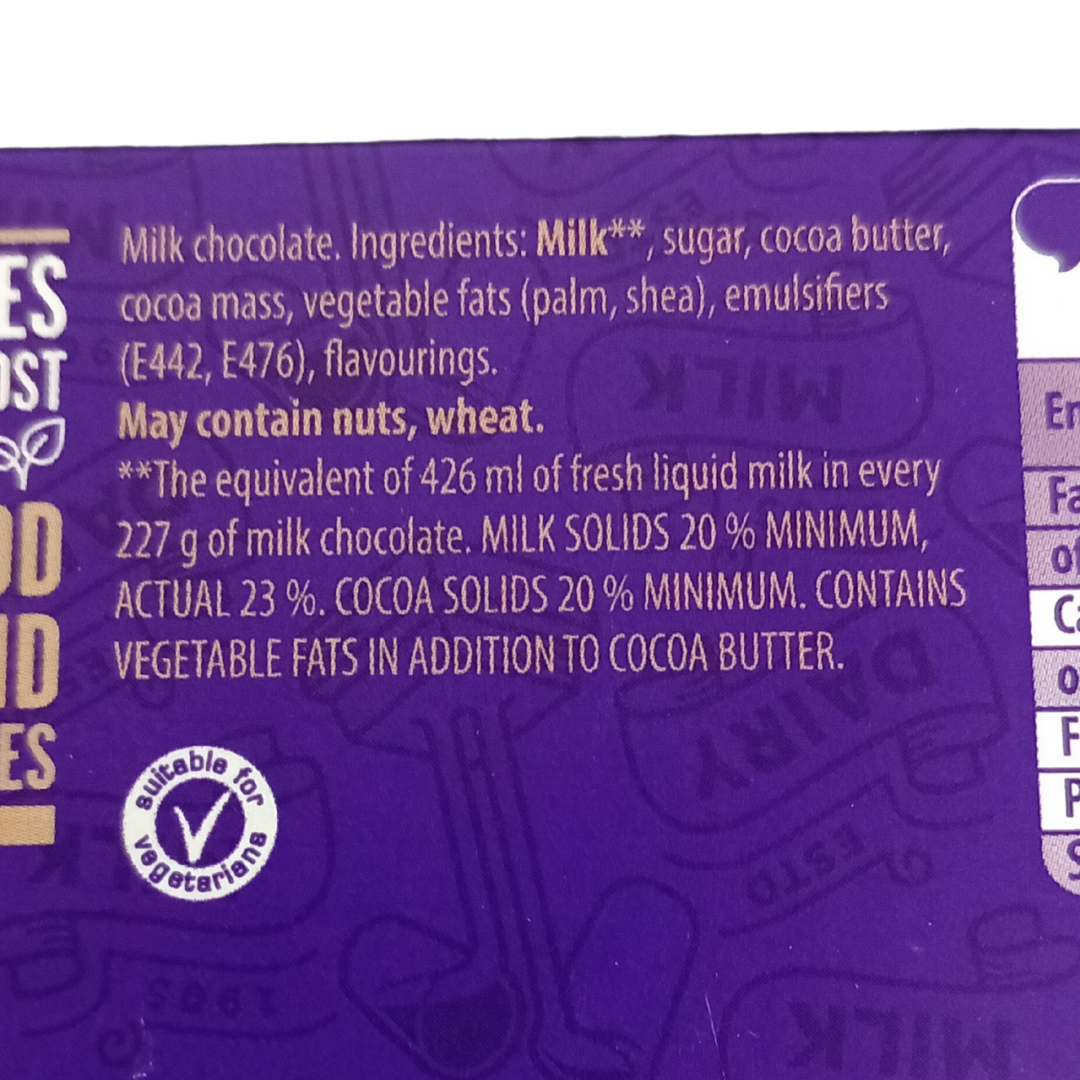 Milk chocolate. Ingredients: Milk**, sugar, cocoa butter,
cocoa mass, vegetable fats (palm, shea), emulsifiers
(E442, E476), flavourings.
May contain nuts, wheat.
**The equivalent of 426 ml of fresh liquid milk in every
227 g of milk chocolate. MILK SOLIDS 20 % MINIMUM,
ACTUAL 23 %. COCOA SOLIDS 20 % MINIMUM. CONTAINS
VEGETABLE FATS IN ADDITION TO COCOA BUTTER.
suitable for
vegetarians
MILK
DAIRY
ESTD
1905
MILK